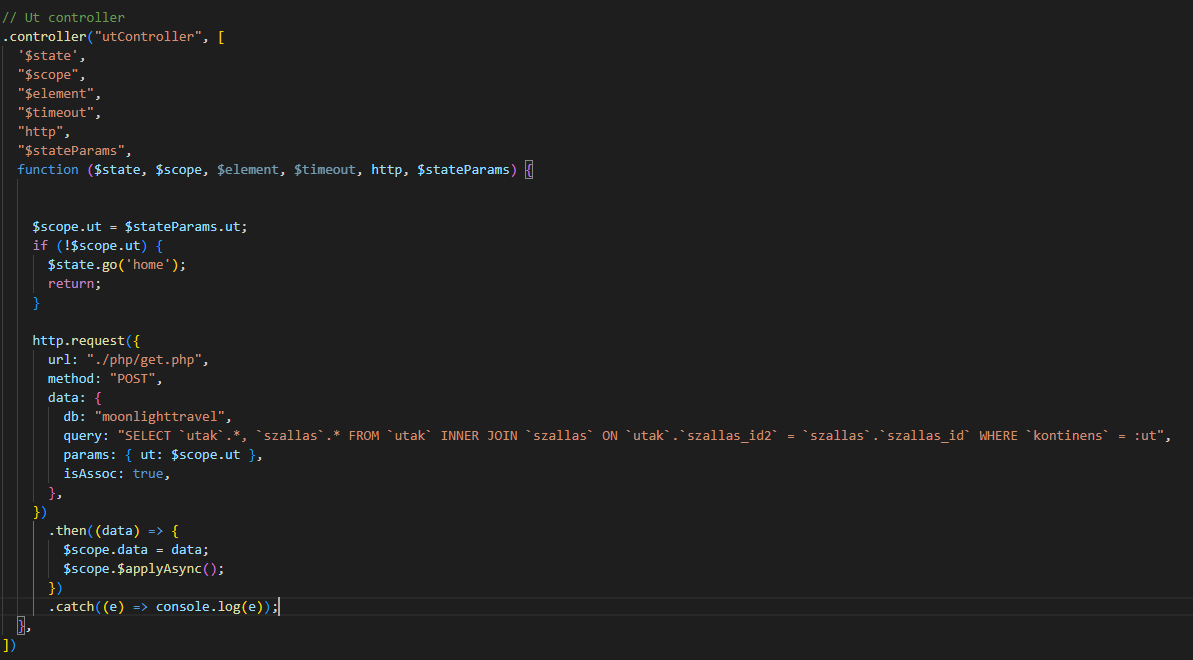 // Ut controller
.controller("utController", [
'$state',
"$scope",
"$element",
"$timeout",
"http",
"$stateParams",
function ($state, $scope, $element, $timeout, http, $stateParams) {
$scope.ut = $stateParams.ut;
if (!$scope.ut) {
$state.go('home');
return;
}
http.request({
url: "./php/get.php",
method: "POST",
data: {
db: "moonlighttravel",
query: "SELECT `utak`.*, `szallas`.* FROM `utak` INNER JOIN `szallas` ON `utak`.`szallas_id2` = `szallas`.`szallas_id` WHERE `kontinens` = :ut",
params: { ut: $scope.ut },
isAssoc: true,
},
})
.then((data) => {
$scope.data = data;
$scope.$applyAsync();
})
.catch((e) => console.log(e));
},
])